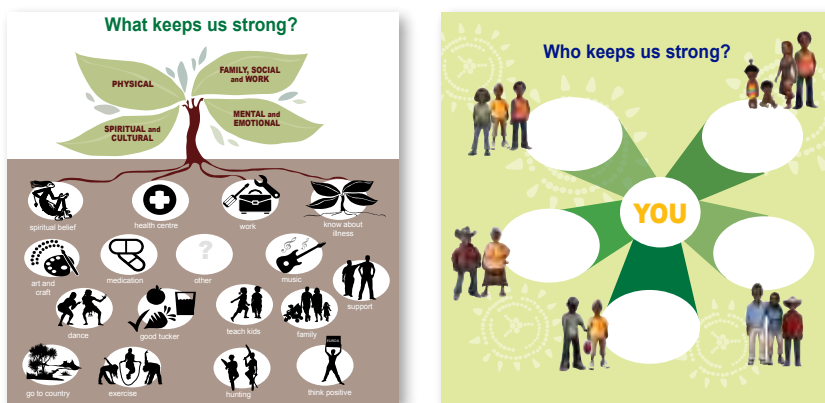 What keeps us strong?
PHYSICAL
FAMILY, SOCIAL
and WORK
SPIRITUAL and
CULTURAL
MENTAL and
EMOTIONAL
spiritual belief
health centre
work
know about
illness
art and
craft
medication
?
other
music
support
dance
good tucker
teach kids
family
go to country
exercise
hunting
think positive
Who keeps us strong?
YOU